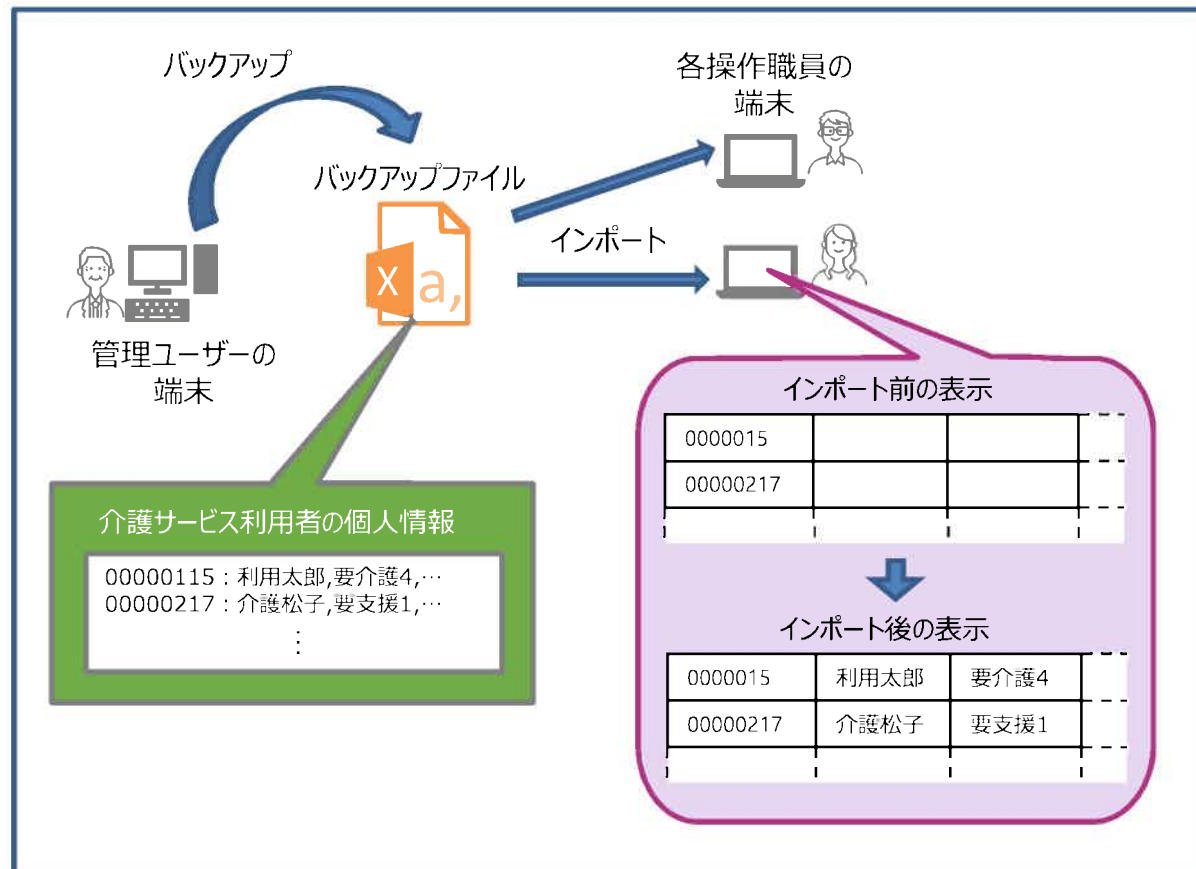 バックアップ
各操作職員の
端末
バックアップファイル
インポート
X a,
管理ユーザーの
端末
介護サービス利用者の個人情報
00000115：利用太郎,要介護4,…
00000217：介護松子,要支援1,…
⋮
インポート前の表示
0000015
00000217
インポート後の表示
0000015 利用太郎 要介護4
00000217 介護松子 要支援1